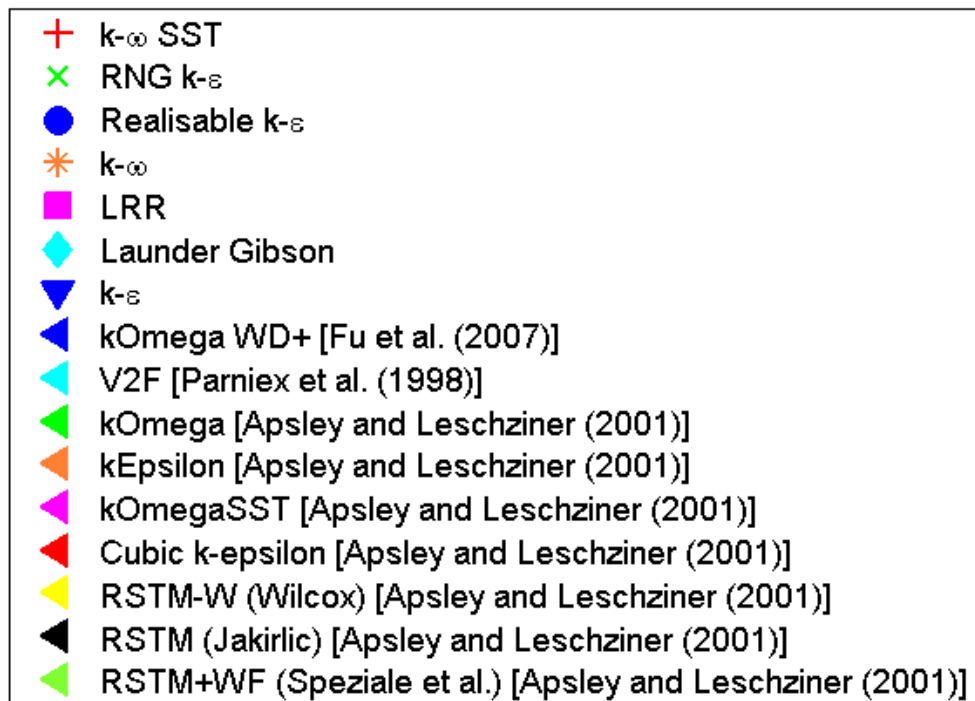 k-ω SST
RNG k-ε
Realisable k-ε
k-ω
LRR
Launder Gibson
k-ε
kOmega WD+ [Fu et al. (2007)]
V2F [Parniex et al. (1998)]
kOmega [Apsley and Leschziner (2001)]
kEpsilon [Apsley and Leschziner (2001)]
kOmegaSST [Apsley and Leschziner (2001)]
Cubic k-epsilon [Apsley and Leschziner (2001)]
RSTM-W (Wilcox) [Apsley and Leschziner (2001)]
RSTM (Jakirlic) [Apsley and Leschziner (2001)]
RSTM+WF (Speziale et al.) [Apsley and Leschziner (2001)]